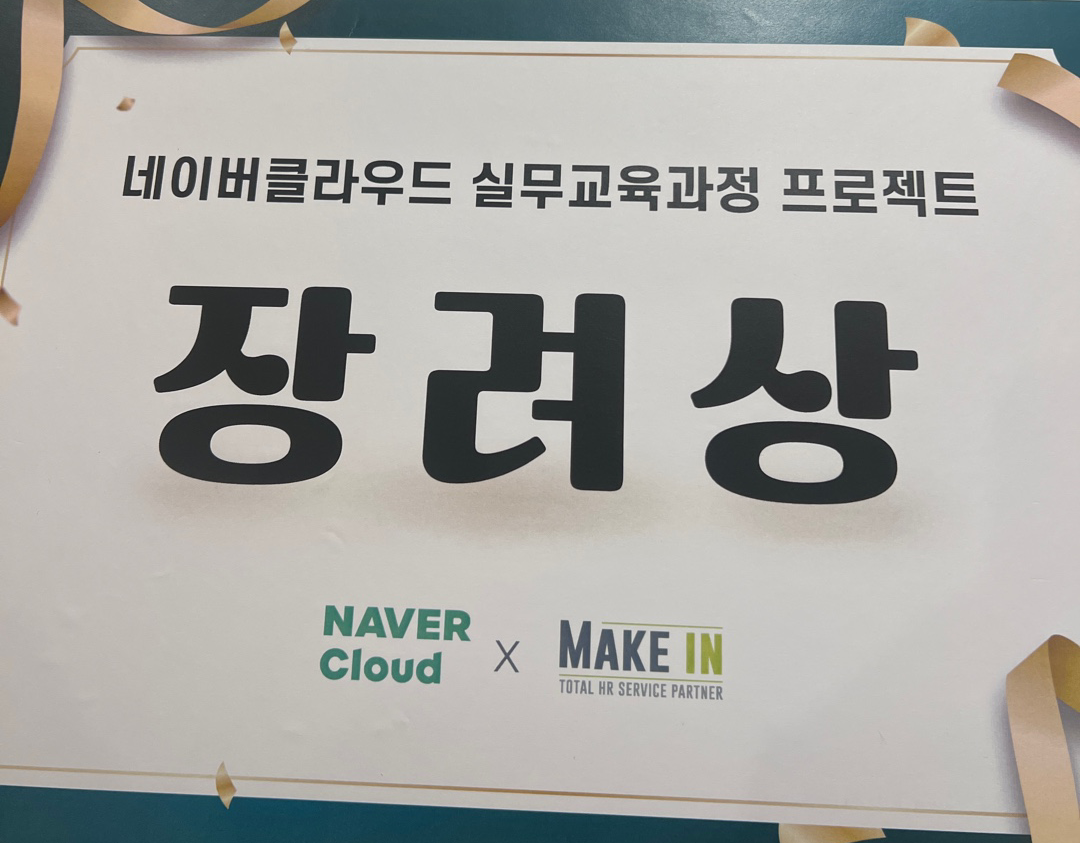 네이버클라우드 실무교육과정 프로젝트
장려상
NAVER Cloud X MAKE IN
TOTAL HR SERVICE PARTNER